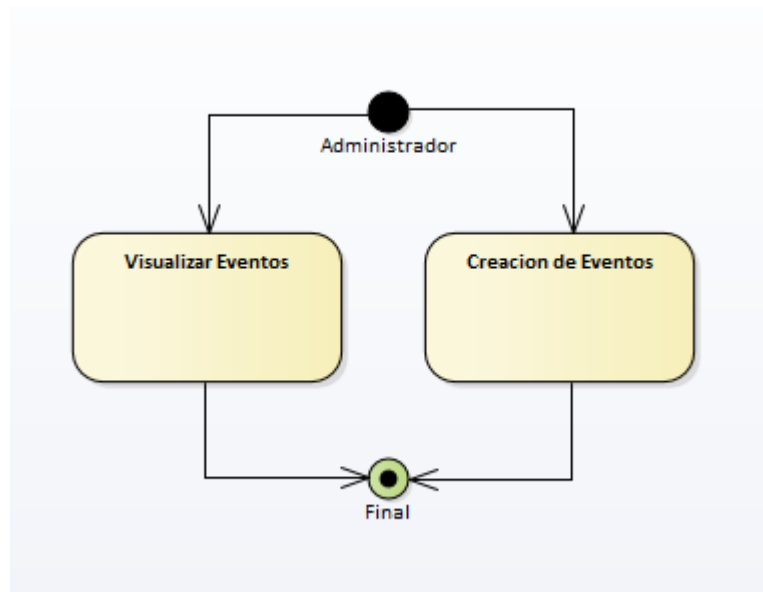 Administrador
Visualizar Eventos
Creacion de Eventos
Final